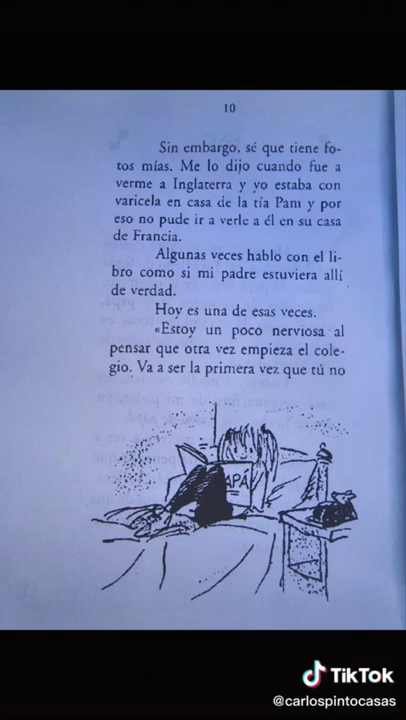 10
Sin embargo, sé que tiene fo-
tos mías. Me lo dijo cuando fue a
verme a Inglaterra y yo estaba con
varicela en casa de la tía Pam y por
eso no pude ir a verle a él en su casa
de Francia.
Algunas veces hablo con el li-
bro como si mi padre estuviera allí
de verdad.
Hoy es una de esas veces.
«Estoy un poco nerviosa al
pensar que otra vez empieza el cole-
gio. Va a ser la primera vez que tú no
APÁ
TikTok
@carlospintocasas